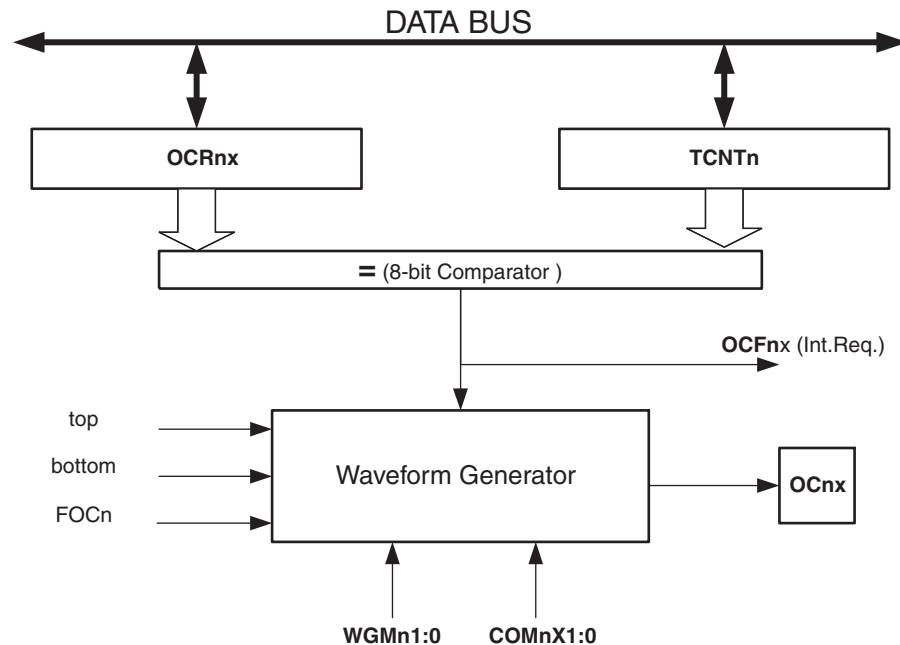 DATA BUS
OCRnx
TCNTn
= (8-bit Comparator )
OCFnx (Int.Req.)
top
bottom
FOCn
Waveform Generator
OCnx
WGMn1:0
COMnX1:0